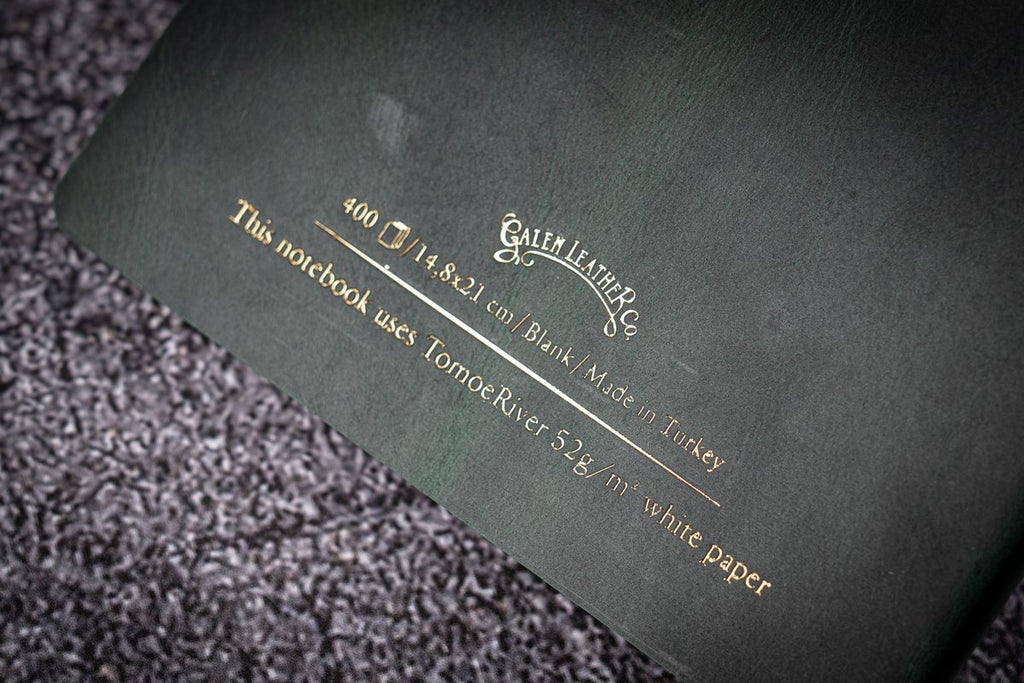 GALEN LEATHER CO.
400 /14,8x21 cm/Blank/Made in Turkey
This notebook uses TomoeRiver 52g/m² white paper